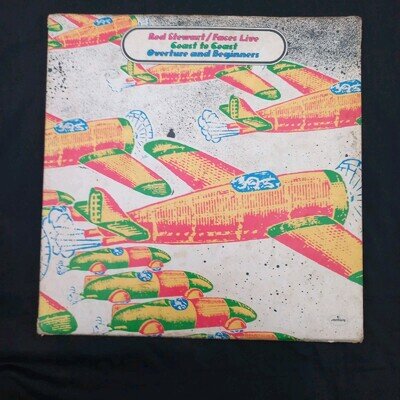 Rod Stewart/Faces Live
Coast to Coast
Overture and Beginners